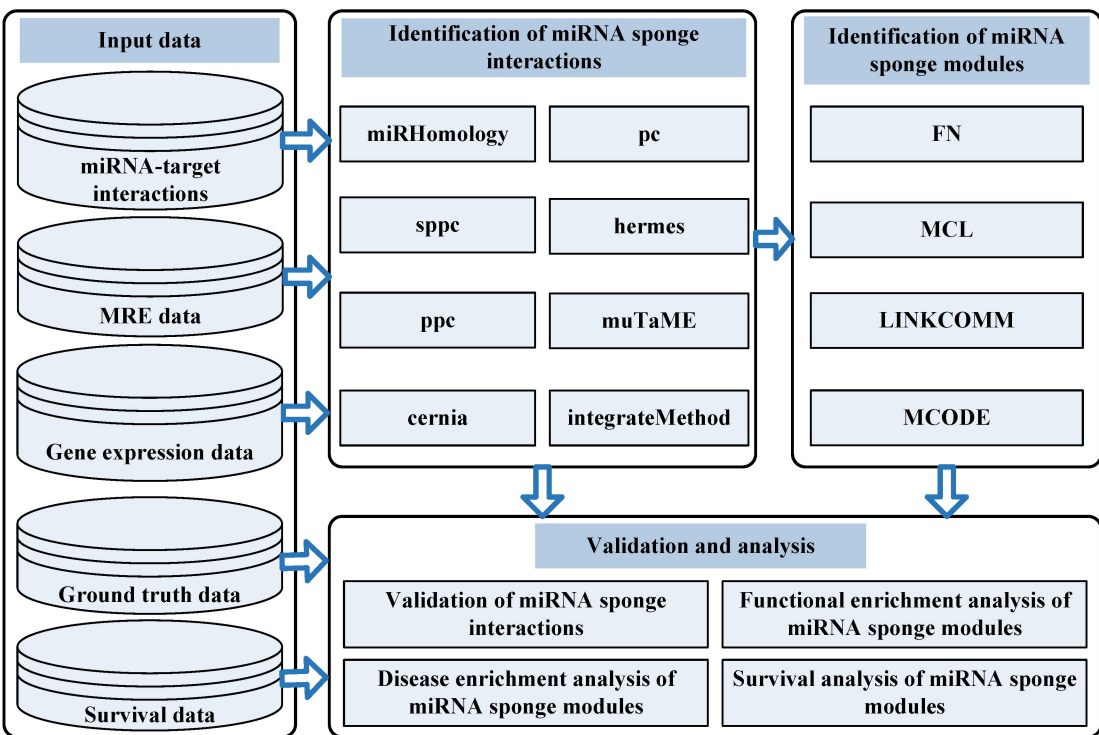 Input data
miRNA-target
interactions
MRE data
Gene expression data
Ground truth data
Survival data
Identification of miRNA sponge
interactions
miRHomology
pc
sppc
hermes
ppc
muTaME
cernia
integrateMethod
Identification of miRNA
sponge modules
FN
MCL
LINKCOMM
MCODE
Validation and analysis
Validation of miRNA sponge
interactions
Functional enrichment analysis of
miRNA sponge modules
Disease enrichment analysis of
miRNA sponge modules
Survival analysis of miRNA sponge
modules